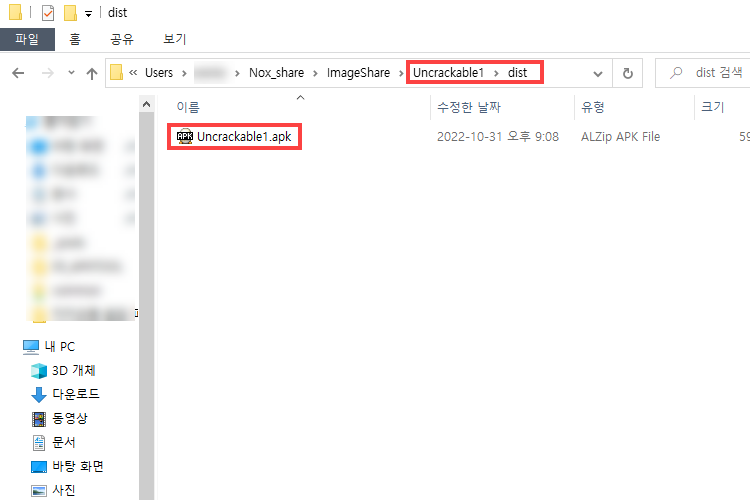 dist
파일 홈 공유 보기
« Users › › Nox_share › ImageShare › Uncrackable1 › dist
dist 검색
이름 수정한 날짜 유형 크기
Uncrackable1.apk 2022-10-31 오후 9:08 ALZip APK File 59
내 PC
3D 개체
다운로드
동영상
문서
바탕 화면
사진